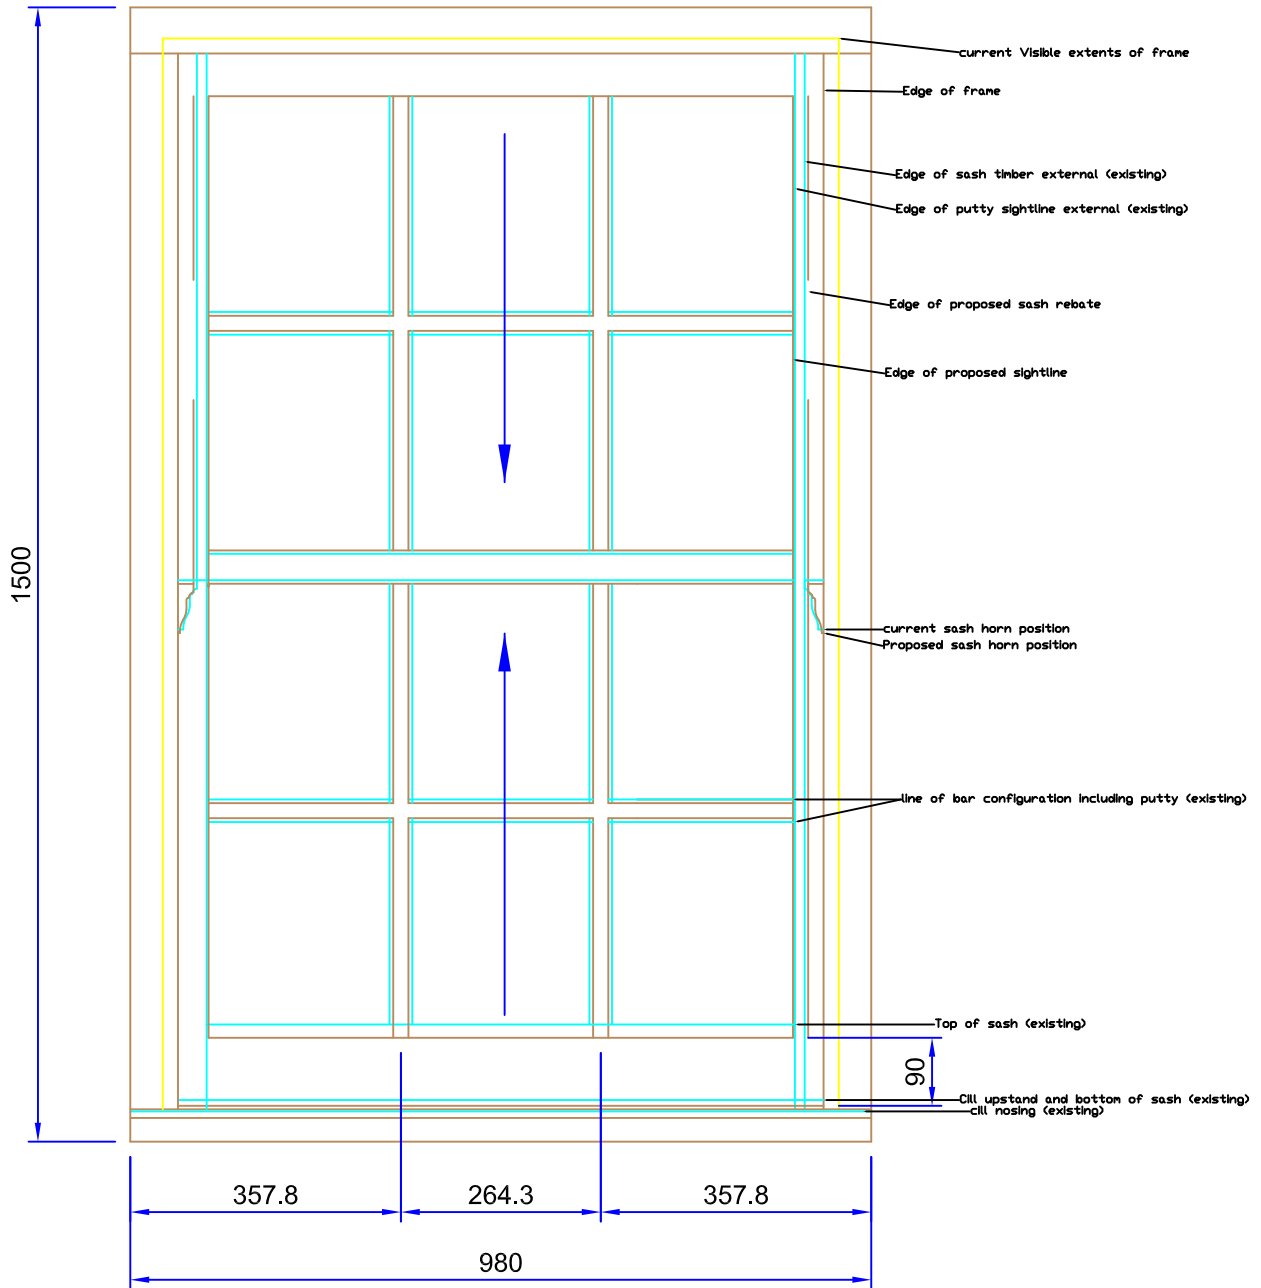 current Visible extents of frame
Edge of frame
Edge of sash timber external (existing)
Edge of putty sightline external (existing)
Edge of proposed sash rebate
Edge of proposed sightline
1500
current sash horn position
Proposed sash horn position
line of bar configuration including putty (existing)
Top of sash (existing)
90
Cill upstand and bottom of sash (existing)
cill nosing (existing)
357.8 264.3 357.8
980